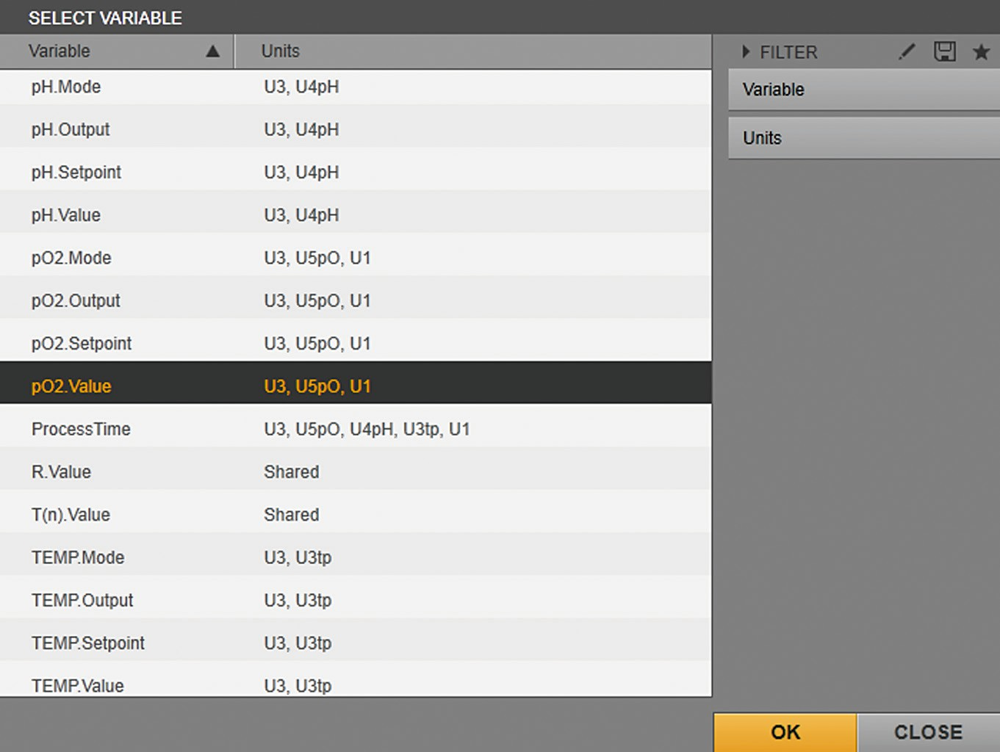 SELECT VARIABLE
Variable Units
FILTER
pH.Mode U3, U4pH
Variable
pH.Output U3, U4pH
Units
pH.Setpoint U3, U4pH
pH.Value U3, U4pH
pO2.Mode U3, U5pO, U1
pO2.Output U3, U5pO, U1
pO2.Setpoint U3, U5pO, U1
pO2.Value U3, U5pO, U1
ProcessTime U3, U5pO, U4pH, U3tp, U1
R.Value Shared
T(n).Value Shared
TEMP.Mode U3, U3tp
TEMP.Output U3, U3tp
TEMP.Setpoint U3, U3tp
TEMP.Value U3, U3tp
OK CLOSE